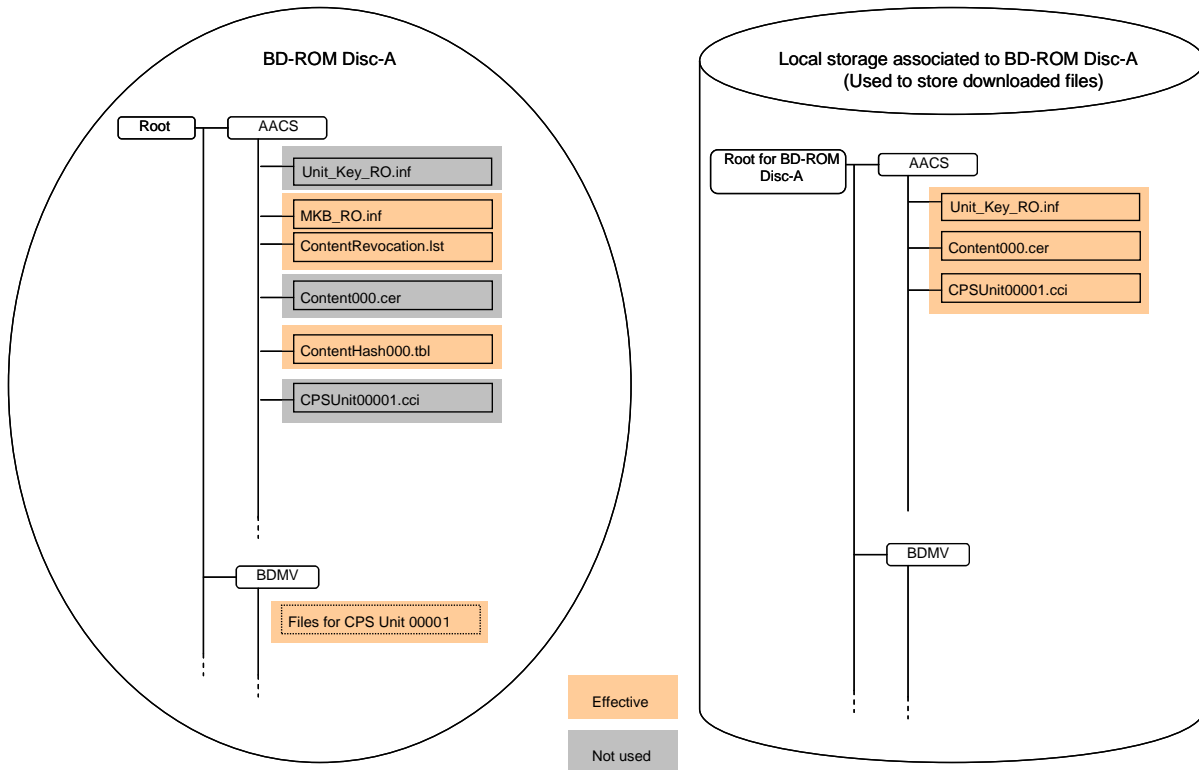 BD-ROM Disc-A
Root
AACS
Unit_Key_RO.inf
MKB_RO.inf
ContentRevocation.lst
Content000.cer
ContentHash000.tbl
CPSUnit00001.cci
BDMV
Files for CPS Unit 00001
Effective
Not used
Local storage associated to BD-ROM Disc-A
(Used to store downloaded files)
Root for BD-ROM
Disc-A
AACS
Unit_Key_RO.inf
Content000.cer
CPSUnit00001.cci
BDMV